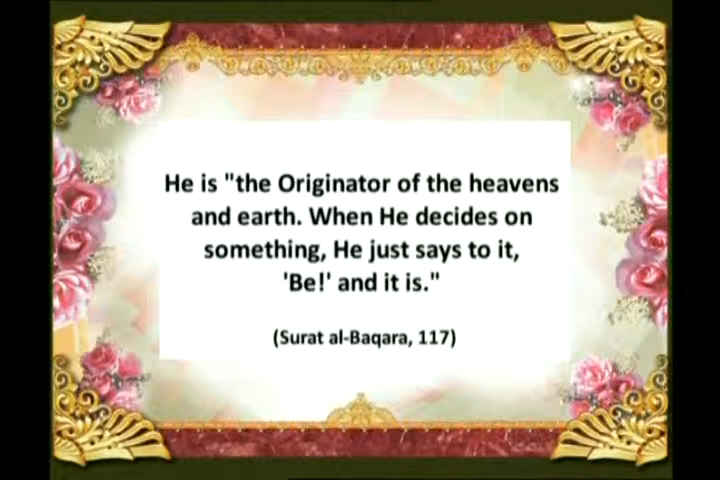 He is "the Originator of the heavens
and earth. When He decides on
something, He just says to it,
'Be!' and it is."
(Surat al-Baqara, 117)